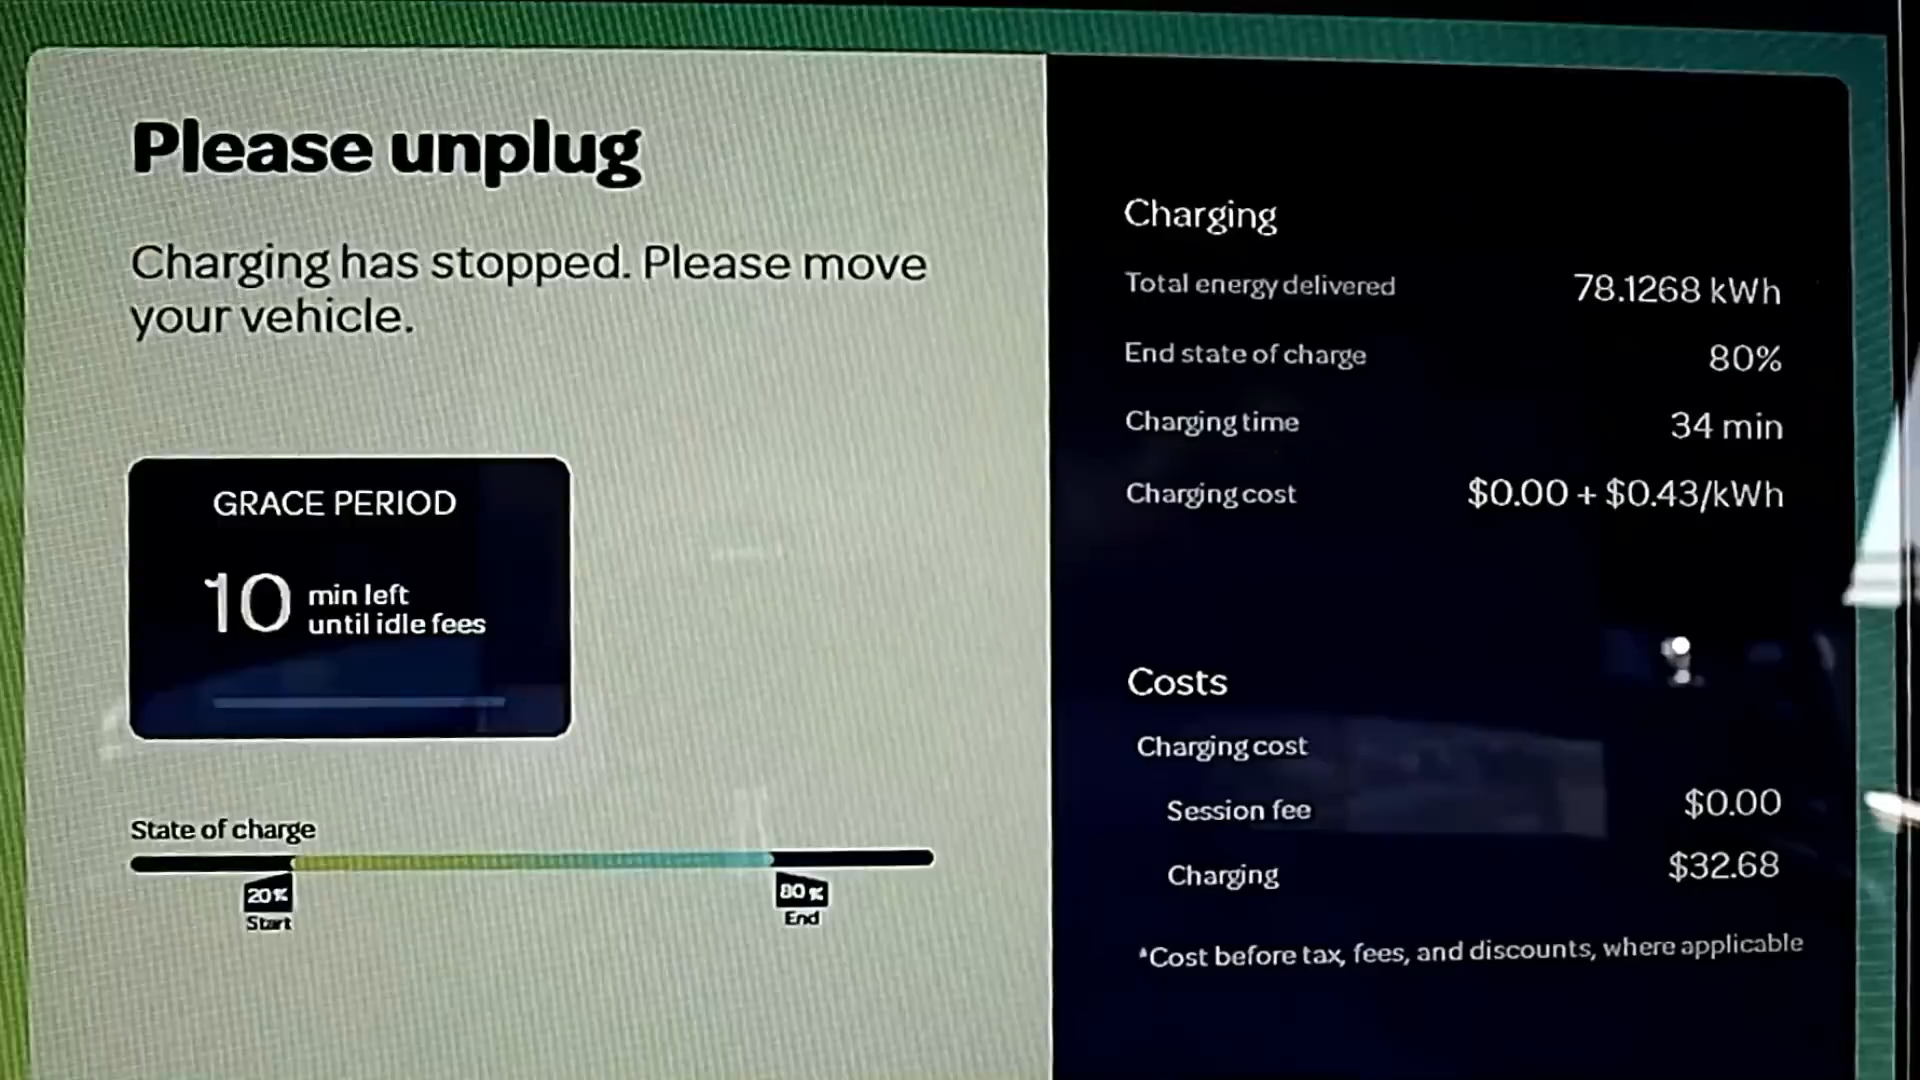 Please unplug
Charging has stopped. Please move
your vehicle.
GRACE PERIOD
10 min left
until idle fees
State of charge
20%
Start
80%
End
Charging
Total energy delivered 78.1268 kWh
End state of charge 80%
Charging time 34 min
Charging cost $0.00 + $0.43/kWh
Costs
Charging cost
Session fee $0.00
Charging $32.68
*Cost before tax, fees, and discounts, where applicable